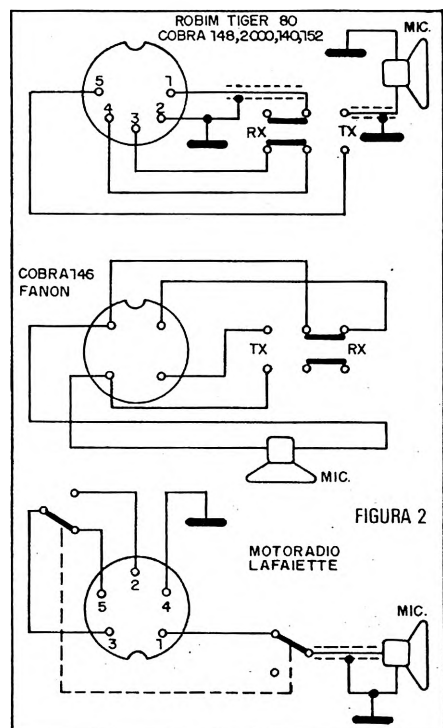 ROBIM TIGER 80
COBRA 148,2000,140,152
MIC.
5
1
4
2
3
RX
TX
COBRA 146
FANON
TX
RX
MIC.
FIGURA 2
MOTORADIO
LAFAIETTE
2
5
4
3
1
MIC.